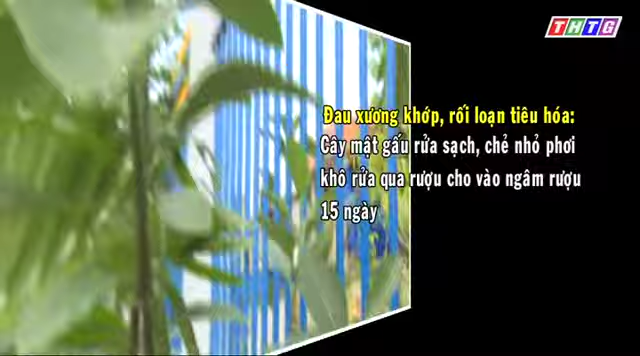 THTG
Đau xương khớp, rối loạn tiêu hóa:
Cây mật gấu rửa sạch, chẻ nhỏ phơi
khô rửa qua rượu cho vào ngâm rượu
15 ngày